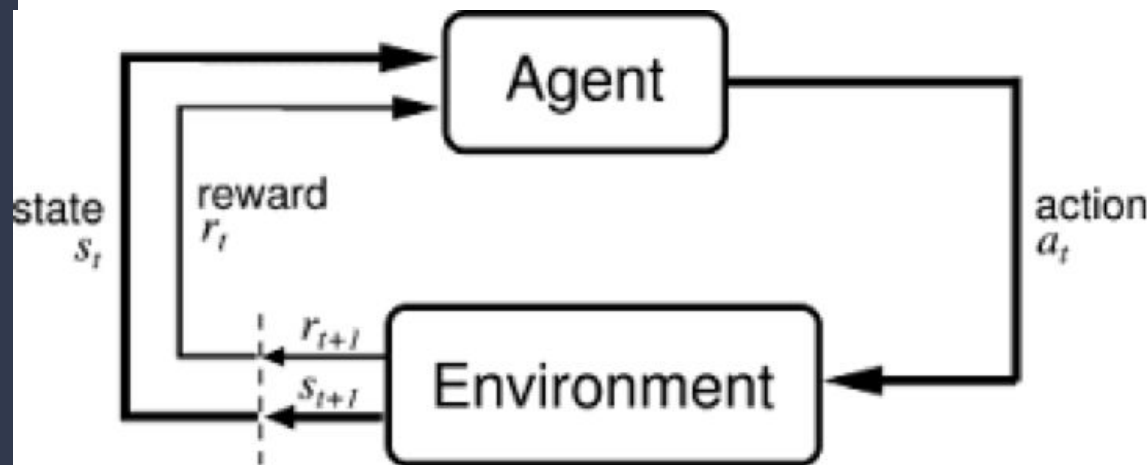 Agent
state
s_t
reward
r_t
action
a_t
r_{t+1}
s_{t+1}
Environment